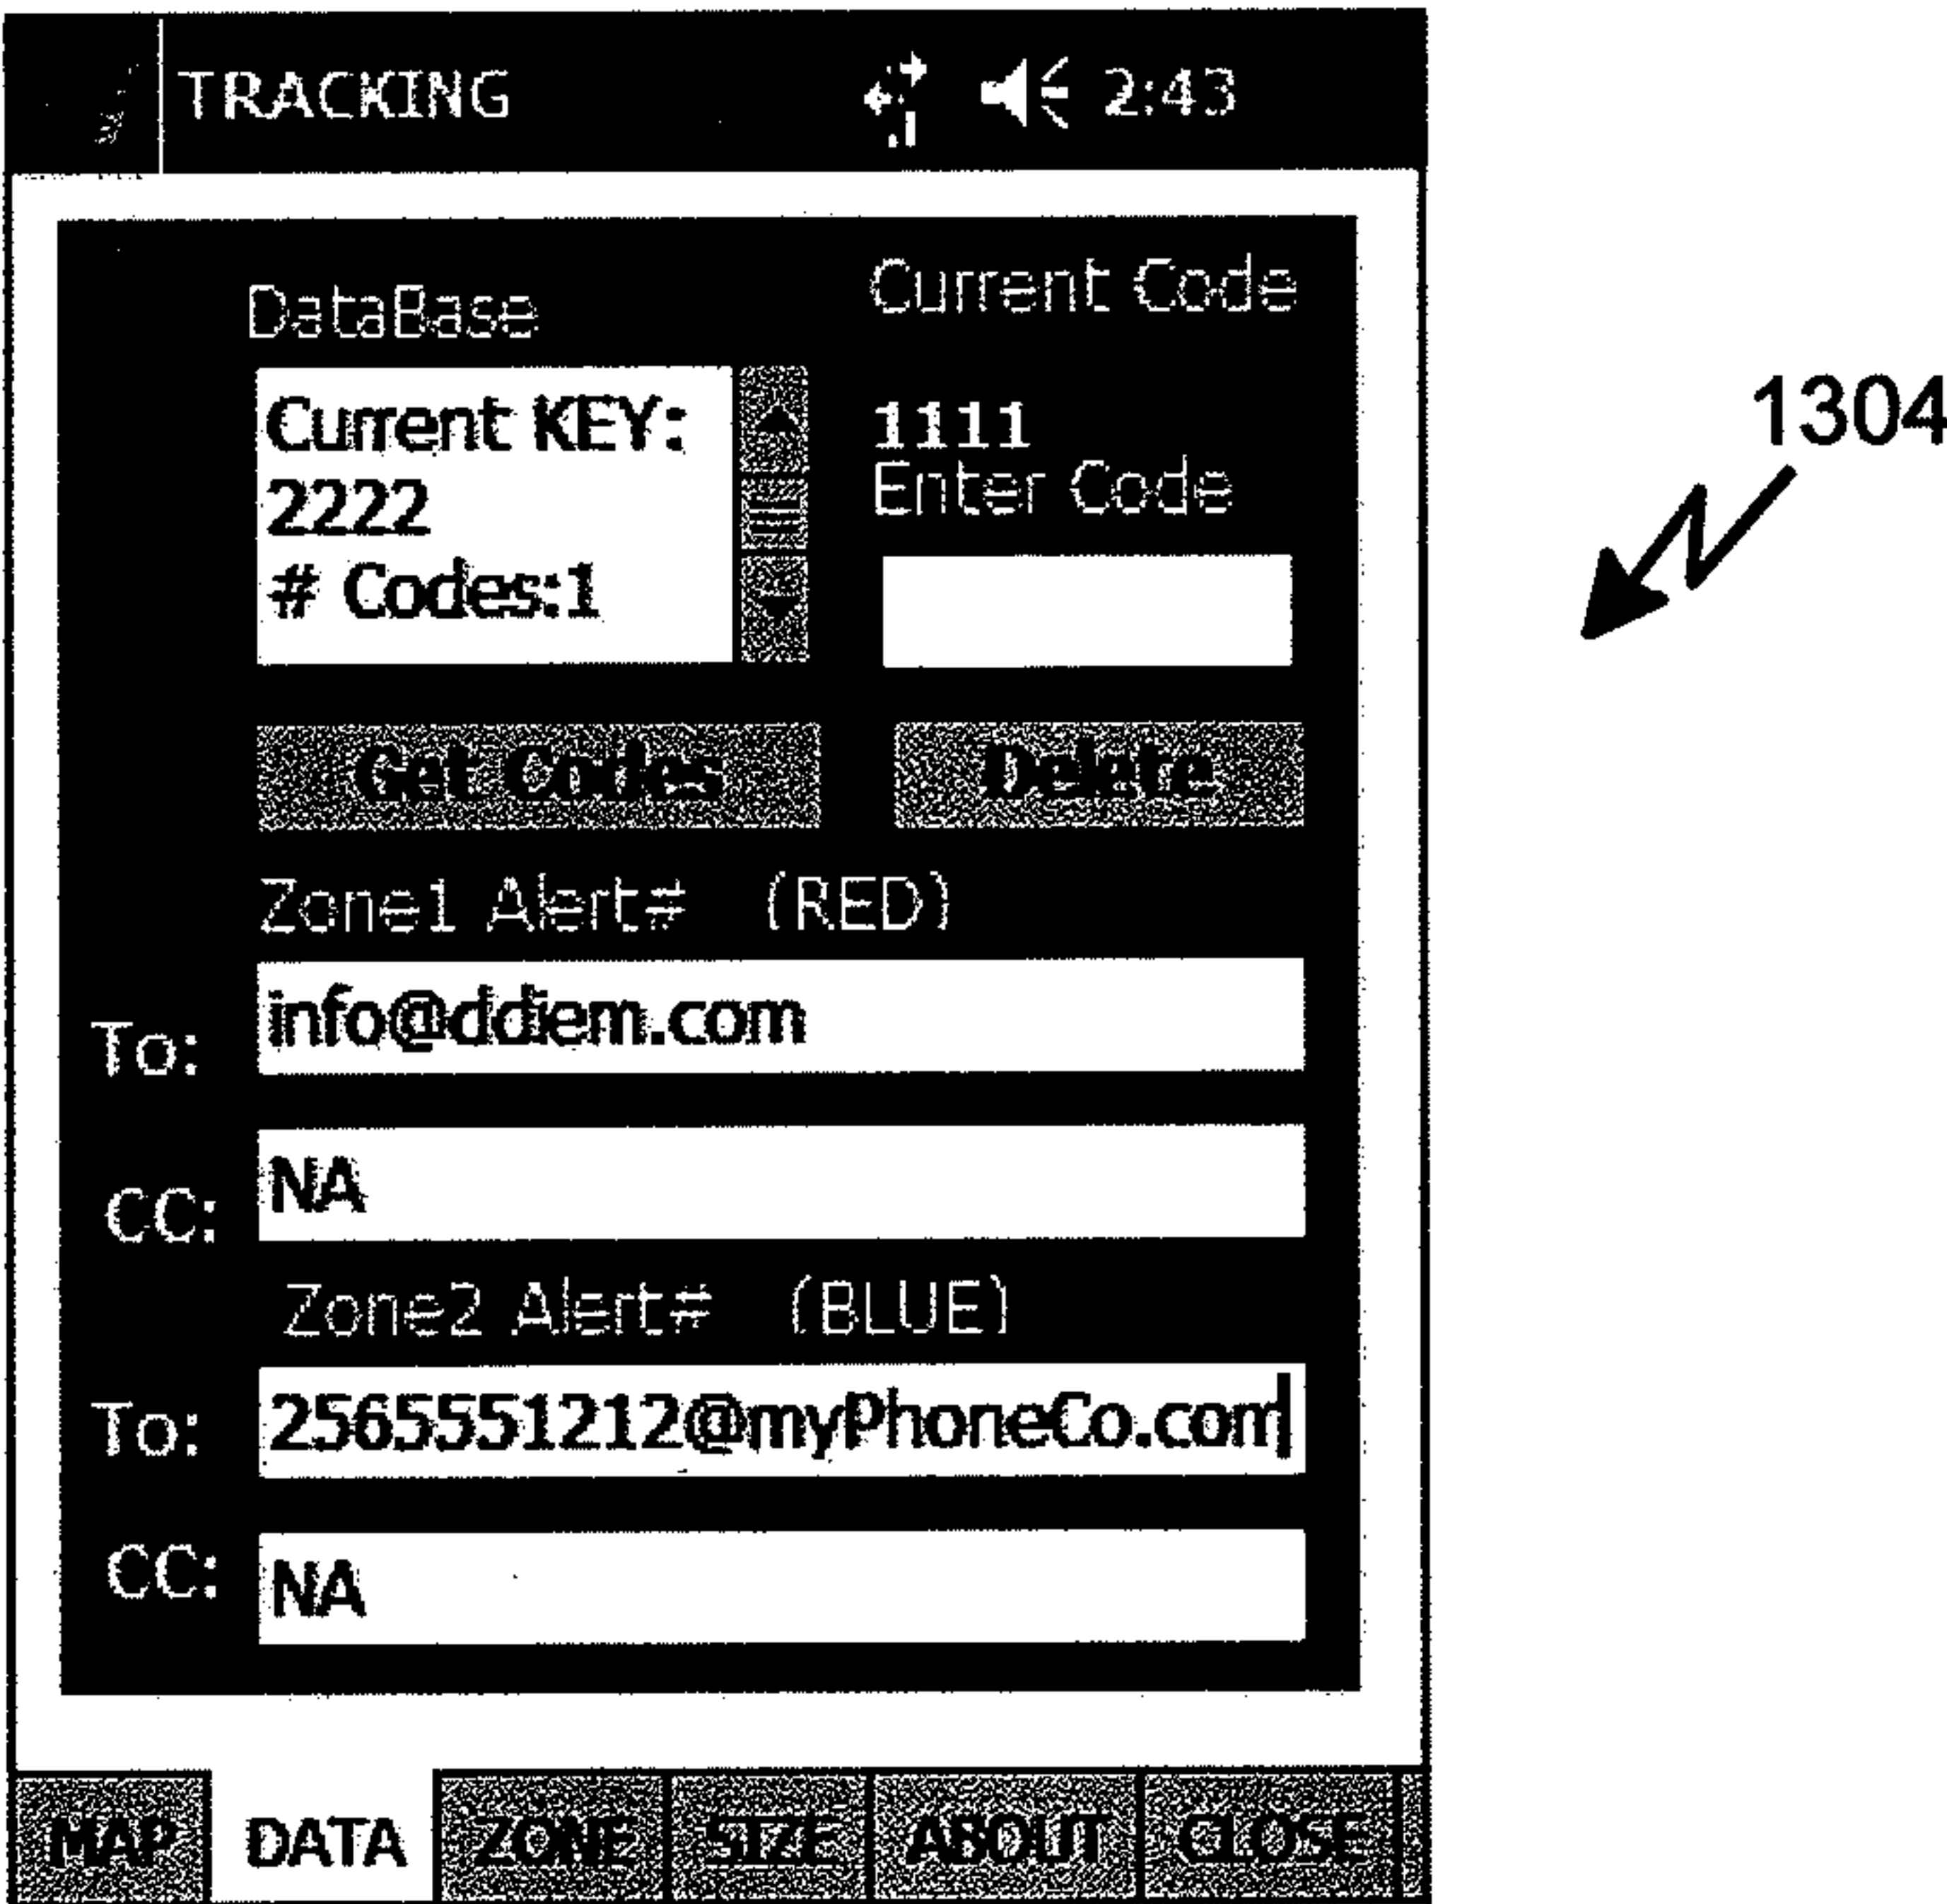 TRACKING 2:43
DataBase
Current Code
Current KEY:
2222
# Codes:1
1111
Enter Code
Get Codes Delete
Zone1 Alert# (RED)
To: info@ddiem.com
CC: NA
Zone2 Alert# (BLUE)
To: 2565551212@myPhoneCo.com
CC: NA
MAP DATA ZONE SIZE ABOUT CLOSE
1304